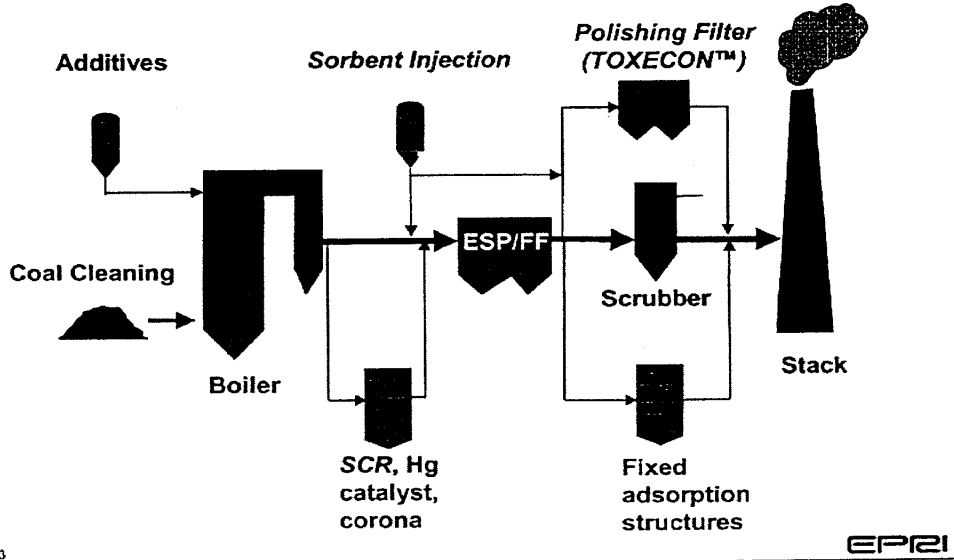 Additives
Sorbent Injection
Polishing Filter
(TOXECON™)
ESP/FF
Coal Cleaning
Scrubber
Boiler
Stack
SCR, Hg
catalyst,
corona
Fixed
adsorption
structures
EPRI
3